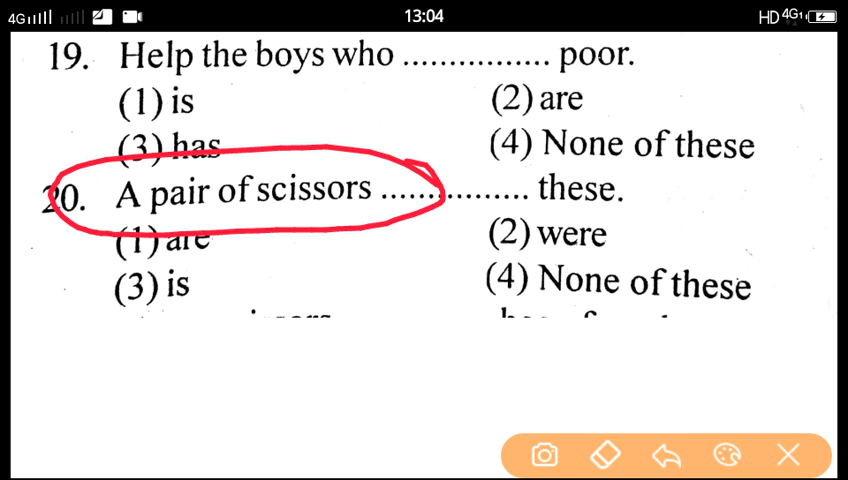 4G 13:04 HD 4G
19. Help the boys who ................ poor.
(1) is (2) are
(3) has (4) None of these
20. A pair of scissors ................ these.
(1) are (2) were
(3) is (4) None of these